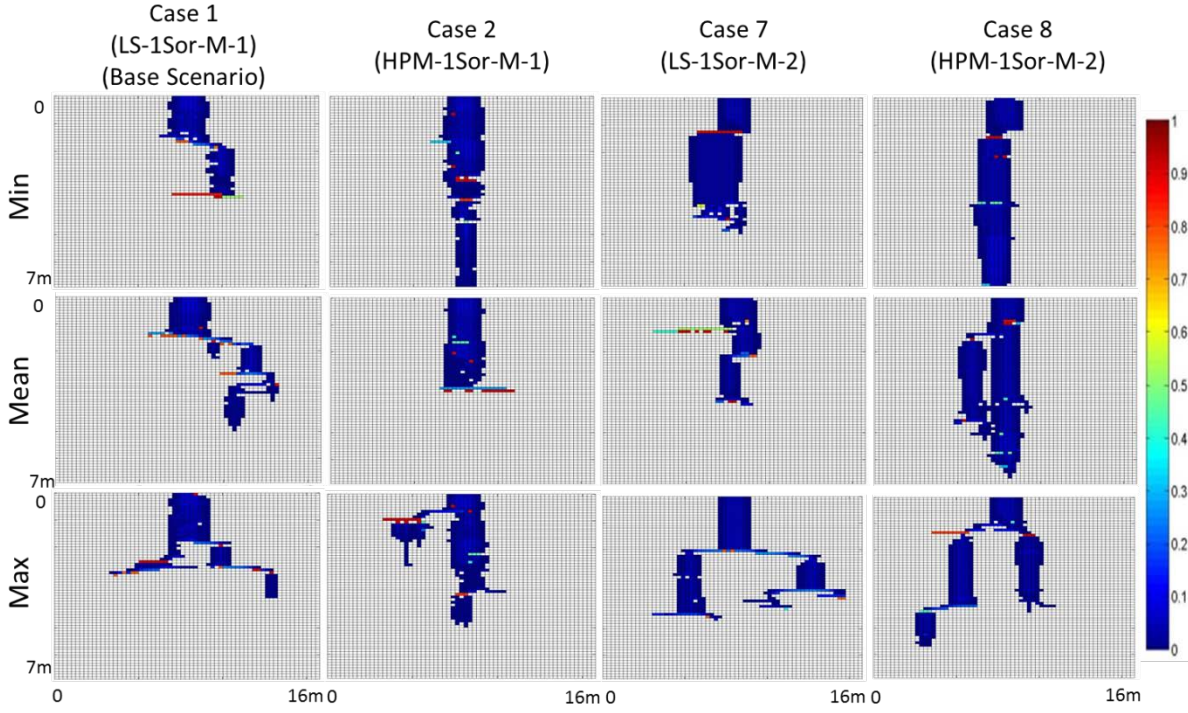 Case 1
(LS-1Sor-M-1)
(Base Scenario)
Case 2
(HPM-1Sor-M-1)
Case 7
(LS-1Sor-M-2)
Case 8
(HPM-1Sor-M-2)
Min
0
7m
Mean
0
7m
Max
0
7m
0
16m
0
16m
0
16m
0
16m
1
0.9
0.8
0.7
0.6
0.5
0.4
0.3
0.2
0.1
0